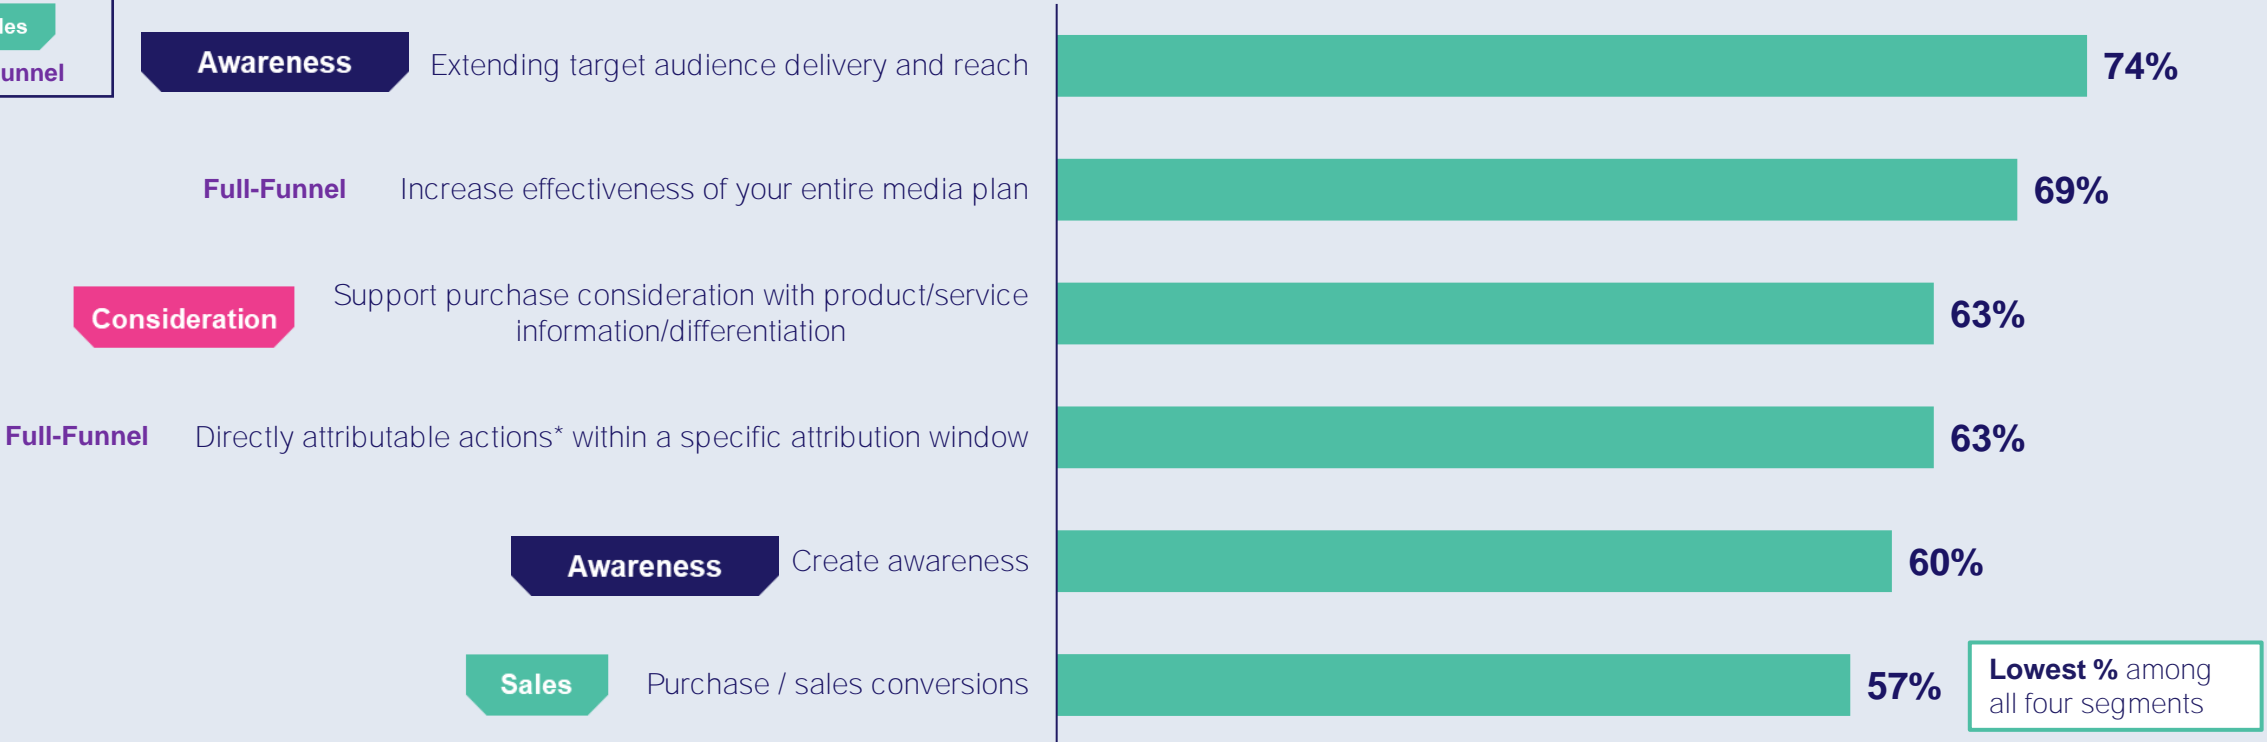 Awareness Extending target audience delivery and reach 74%
Full-Funnel Increase effectiveness of your entire media plan 69%
Consideration Support purchase consideration with product/service
information/differentiation 63%
Full-Funnel Directly attributable actions* within a specific attribution window 63%
Awareness Create awareness 60%
Sales Purchase / sales conversions 57%
Lowest % among
all four segments